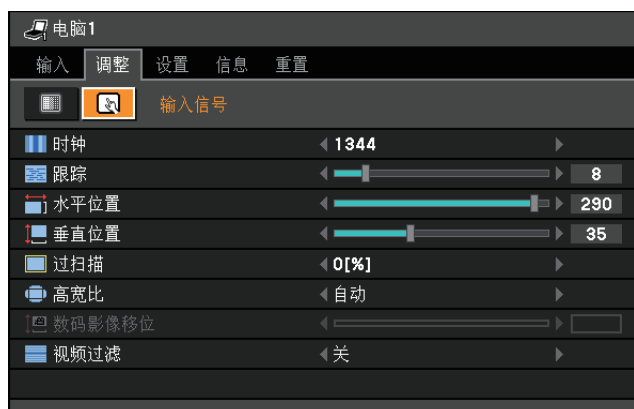 电脑1
输入 调整 设置 信息 重置
输入信号
时钟 1344
跟踪 8
水平位置 290
垂直位置 35
过扫描 0[%]
高宽比 自动
数码影像移位
视频过滤 关